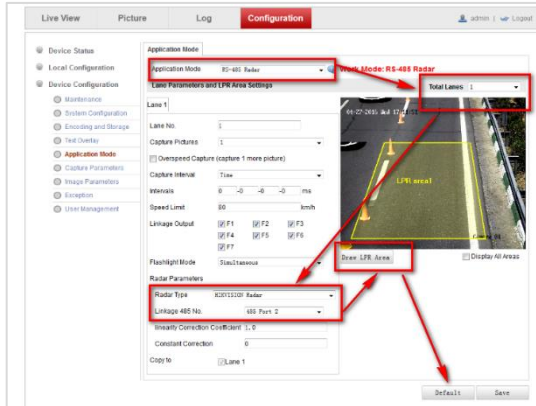 Live View Picture Log Configuration admin | Logout
Device Status
Local Configuration
Device Configuration
Maintenance
System Configuration
Encoding and Storage
Text Overlay
Application Mode
Capture Parameters
Image Parameters
Exception
User Management
Application Mode
Application Mode RS-485 Radar Work Mode: RS-485 Radar
Lane Parameters and LPR Area Settings Total Lanes 1
Lane 1
Lane No. 1
Capture Pictures 1
Overspeed Capture (capture 1 more picture)
Capture Interval Time
Intervals 0 -0 -0 -0 ms
Speed Limit 80 km/h
Linkage Output F1 F2 F3
F4 F5 F6
F7
Flashlight Mode Simultaneous
LPR area1
Draw LPR Area Display All Areas
Radar Parameters
Radar Type HIKVISION Radar
Linkage 485 No. 485 Port 2
linearity Correction Coefficient 1.0
Constant Correction 0
Copy to Lane 1
Default Save